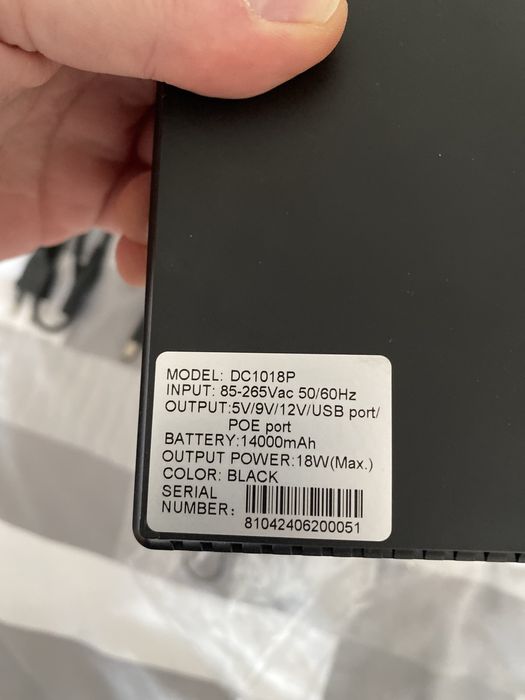 MODEL: DC1018P
INPUT: 85-265Vac 50/60Hz
OUTPUT:5V/9V/12V/USB port/
POE port
BATTERY:14000mAh
OUTPUT POWER:18W(Max.)
COLOR: BLACK
SERIAL
NUMBER:
81042406200051